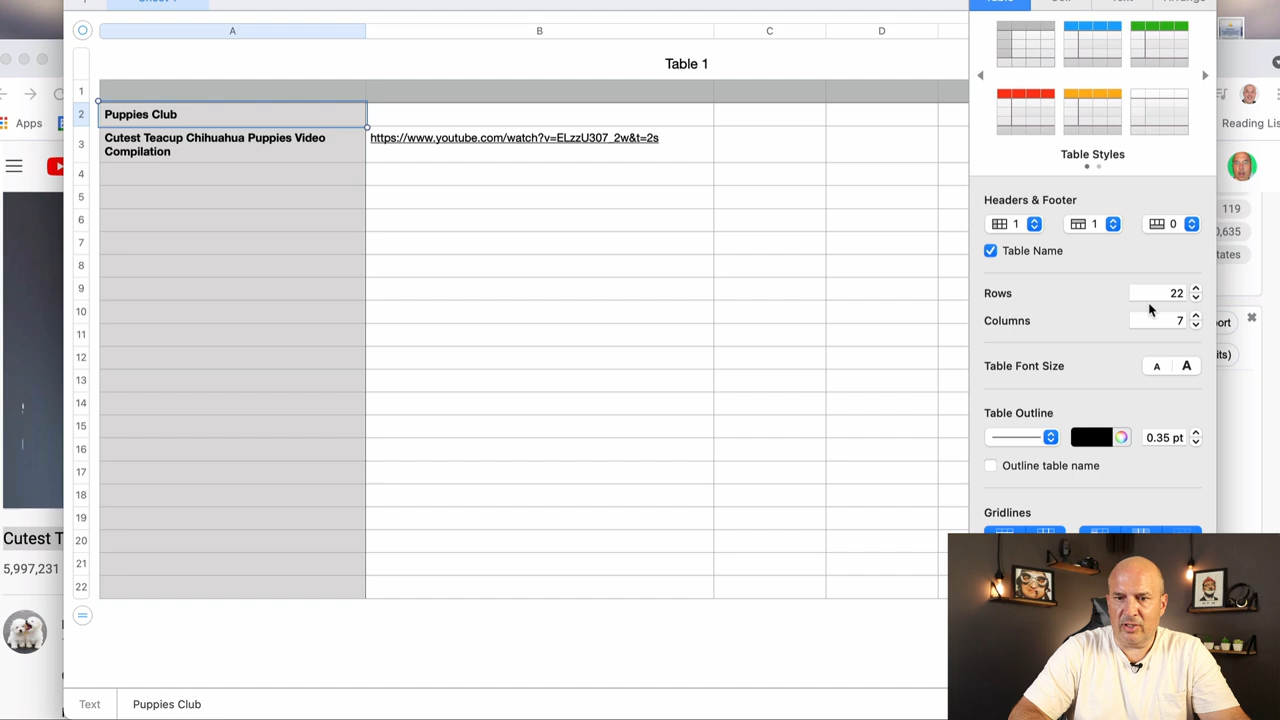 A
B
C
D
Table 1
1
2
Puppies Club
3
Cutest Teacup Chihuahua Puppies Video
Compilation
https://www.youtube.com/watch?v=ELzzU307_2w&t=2s
4
5
6
7
8
9
10
11
12
13
14
15
16
17
18
19
20
21
22
Text
Puppies Club
Table Styles
Headers & Footer
1
1
0
Table Name
Rows
22
Columns
7
Table Font Size
A
A
Table Outline
0.35 pt
Outline table name
Gridlines
Apps
Cutest T
5,997,231
Reading Lis
119
0,635
tates
ort
its)